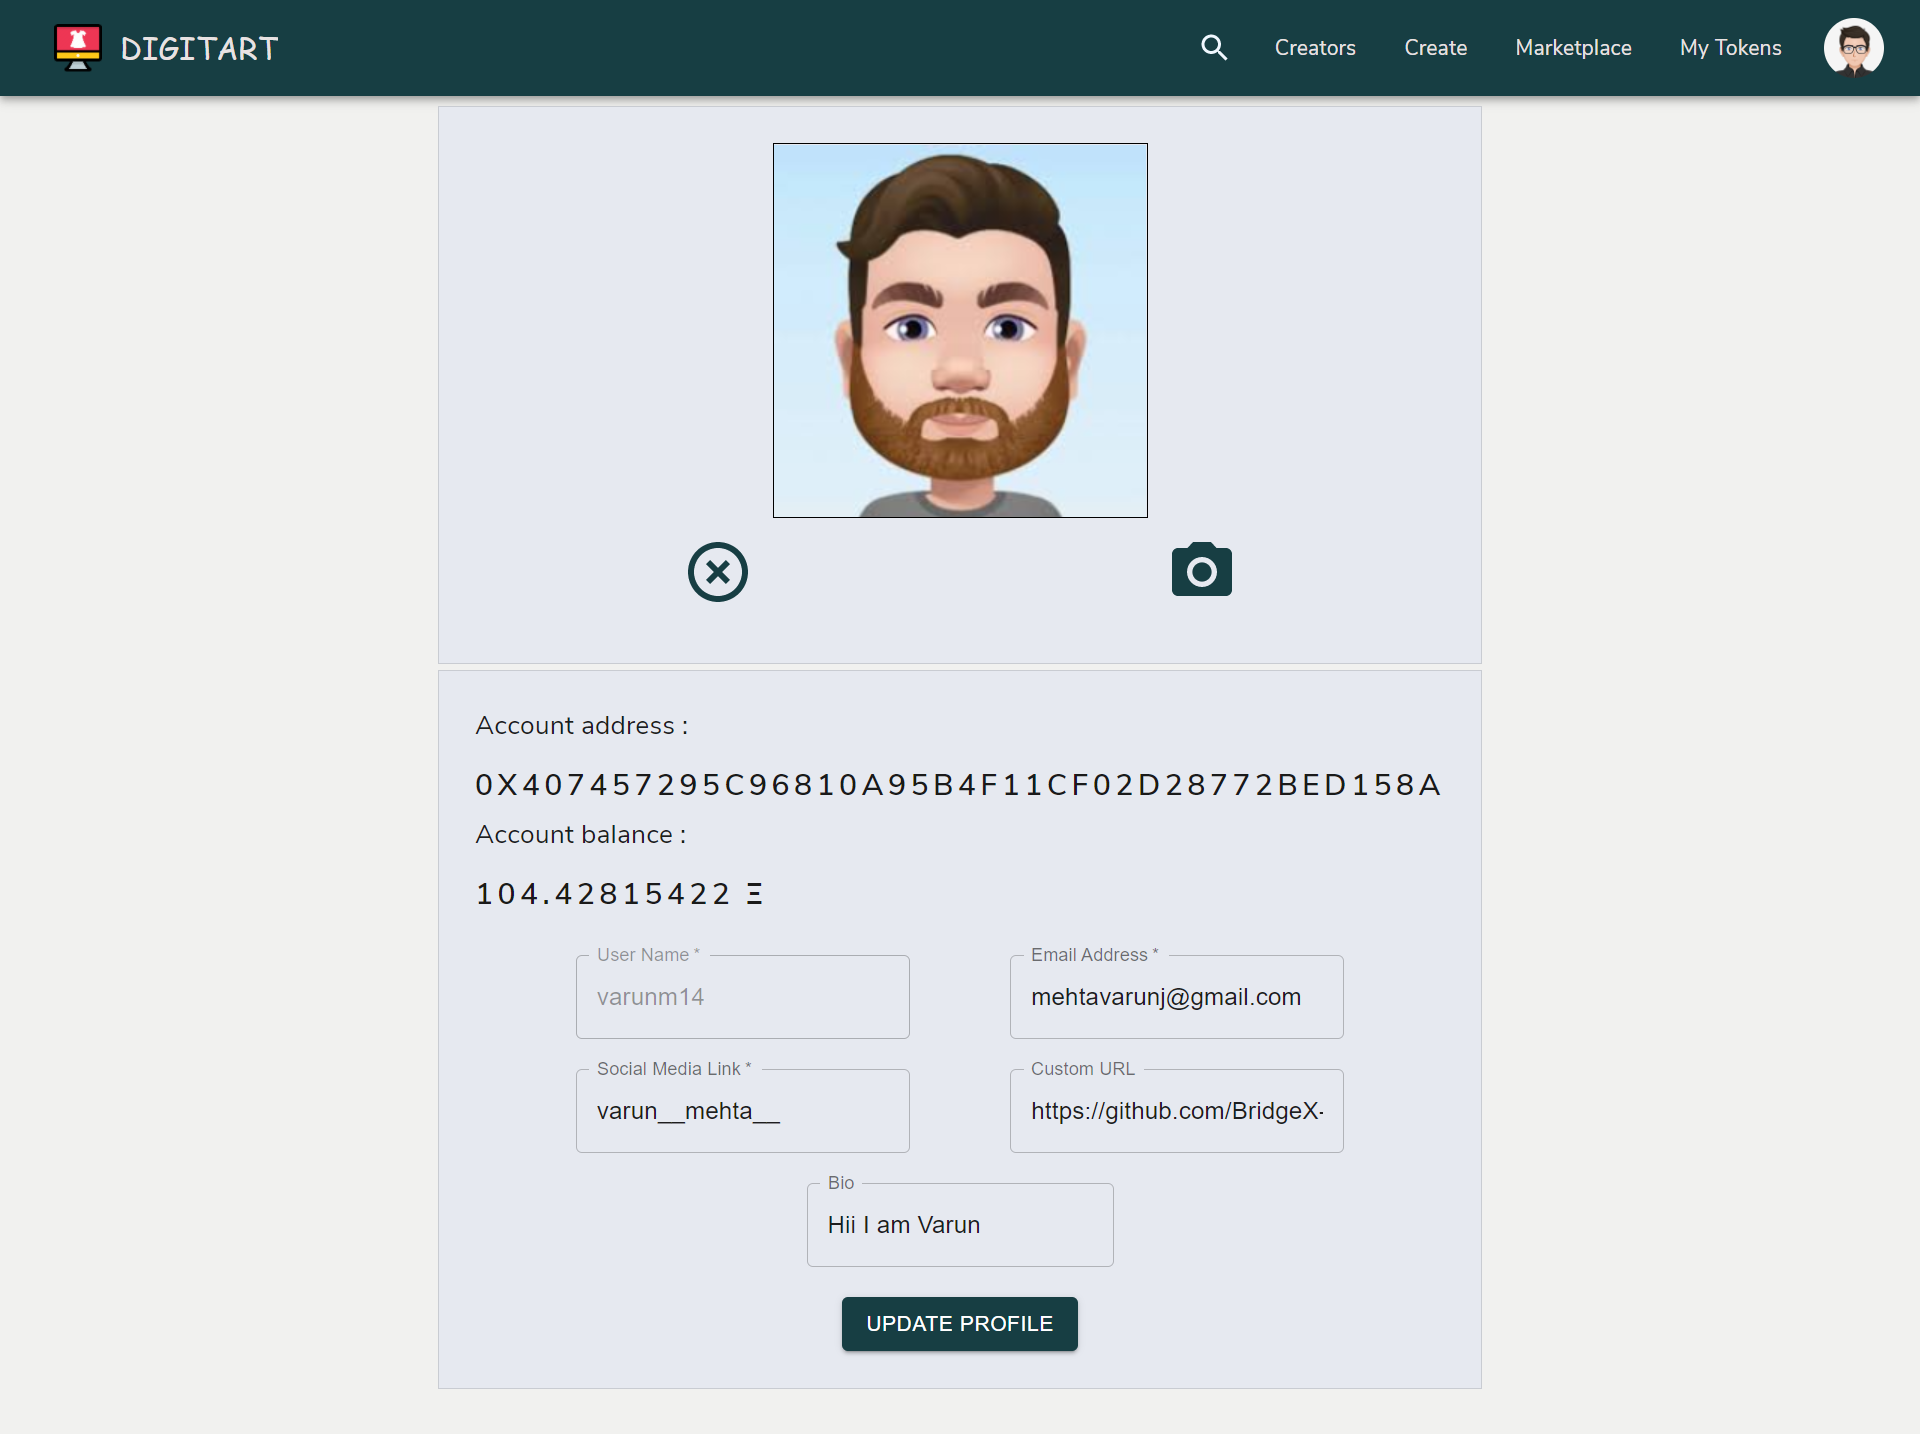 DIGITART
Creators Create Marketplace My Tokens
Account address :
0X407457295C96810A95B4F11CF02D28772BED158A
Account balance :
104.42815422 Ξ
User Name * Email Address *
varunm14 mehtavarunj@gmail.com
Social Media Link * Custom URL
varun__mehta__ https://github.com/BridgeX-
Bio
Hii I am Varun
UPDATE PROFILE